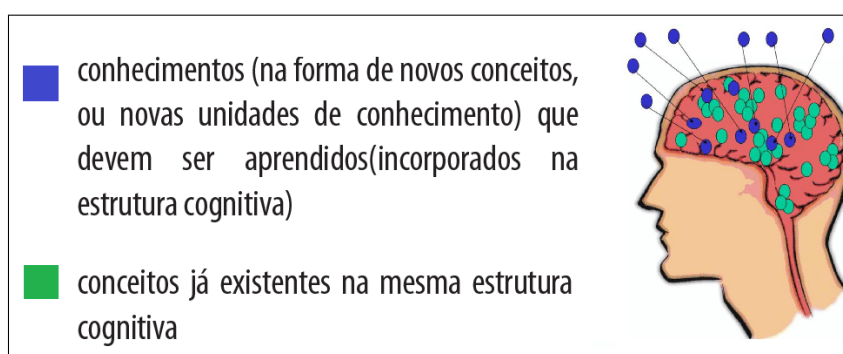 conhecimentos (na forma de novos conceitos,
ou novas unidades de conhecimento) que
devem ser aprendidos(incorporados na
estrutura cognitiva)
conceitos já existentes na mesma estrutura
cognitiva